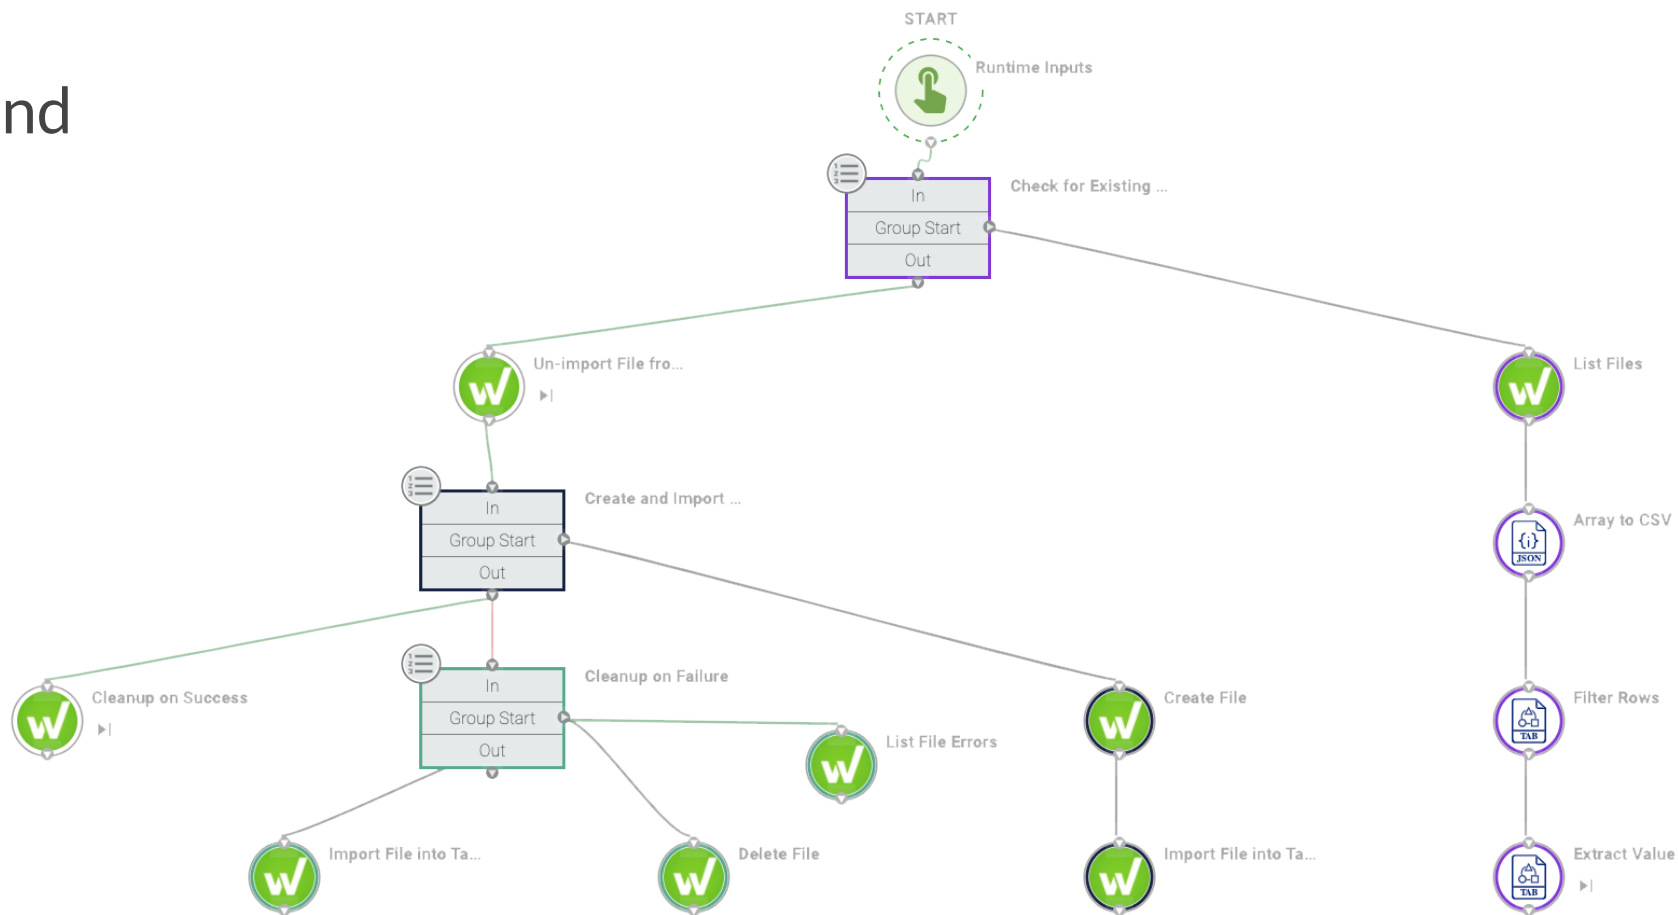 START
Runtime Inputs
nd
Check for Existing ...
In
Group Start
Out
Un-import File fro...
List Files
Create and Import ...
In
Group Start
Out
Array to CSV
JSON
Cleanup on Success
Cleanup on Failure
In
Group Start
Out
List File Errors
Create File
Filter Rows
TAB
Import File into Ta...
Delete File
Import File into Ta...
Extract Value
TAB